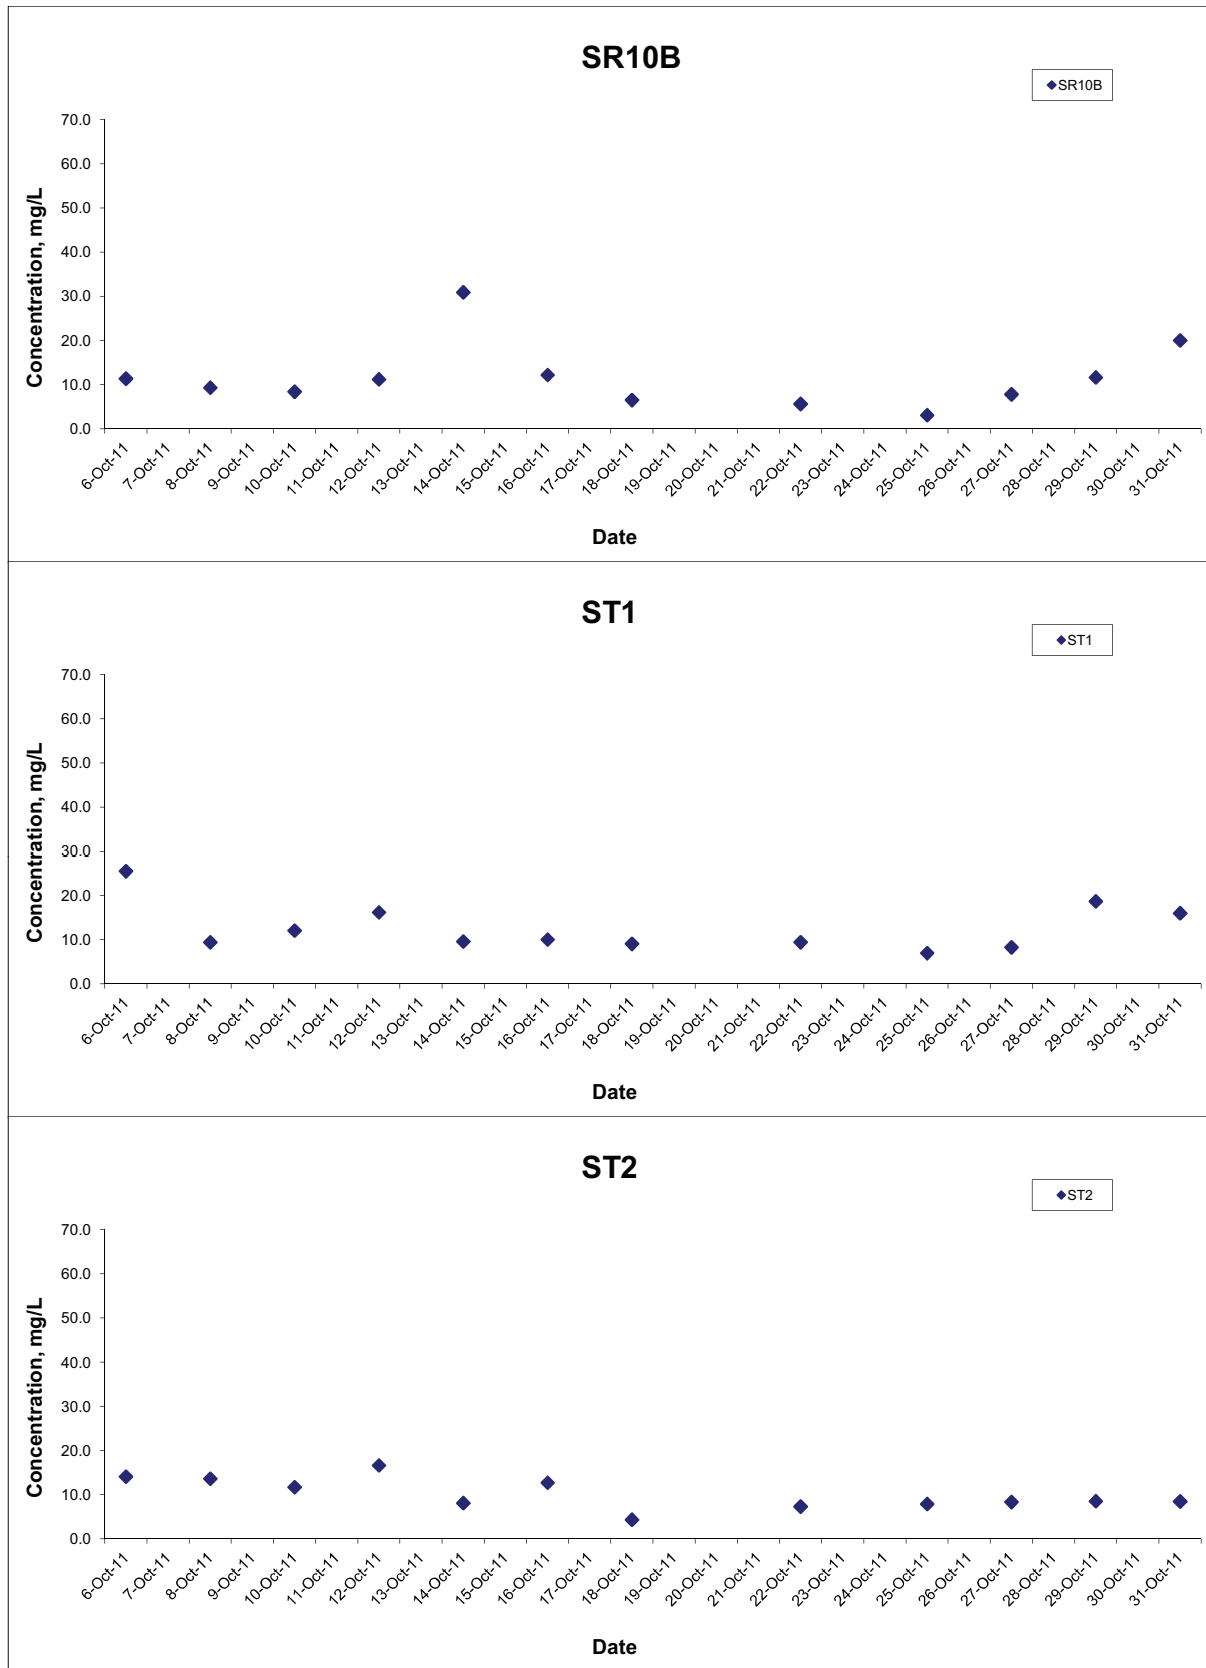 SR10B
SR10B
Concentration, mg/L
70.0
60.0
50.0
40.0
30.0
20.0
10.0
0.0
6-Oct-11
7-Oct-11
8-Oct-11
9-Oct-11
10-Oct-11
11-Oct-11
12-Oct-11
13-Oct-11
14-Oct-11
15-Oct-11
16-Oct-11
17-Oct-11
18-Oct-11
19-Oct-11
20-Oct-11
21-Oct-11
22-Oct-11
23-Oct-11
24-Oct-11
25-Oct-11
26-Oct-11
27-Oct-11
28-Oct-11
29-Oct-11
30-Oct-11
31-Oct-11
Date
ST1
ST1
Concentration, mg/L
70.0
60.0
50.0
40.0
30.0
20.0
10.0
0.0
6-Oct-11
7-Oct-11
8-Oct-11
9-Oct-11
10-Oct-11
11-Oct-11
12-Oct-11
13-Oct-11
14-Oct-11
15-Oct-11
16-Oct-11
17-Oct-11
18-Oct-11
19-Oct-11
20-Oct-11
21-Oct-11
22-Oct-11
23-Oct-11
24-Oct-11
25-Oct-11
26-Oct-11
27-Oct-11
28-Oct-11
29-Oct-11
30-Oct-11
31-Oct-11
Date
ST2
ST2
Concentration, mg/L
70.0
60.0
50.0
40.0
30.0
20.0
10.0
0.0
6-Oct-11
7-Oct-11
8-Oct-11
9-Oct-11
10-Oct-11
11-Oct-11
12-Oct-11
13-Oct-11
14-Oct-11
15-Oct-11
16-Oct-11
17-Oct-11
18-Oct-11
19-Oct-11
20-Oct-11
21-Oct-11
22-Oct-11
23-Oct-11
24-Oct-11
25-Oct-11
26-Oct-11
27-Oct-11
28-Oct-11
29-Oct-11
30-Oct-11
31-Oct-11
Date